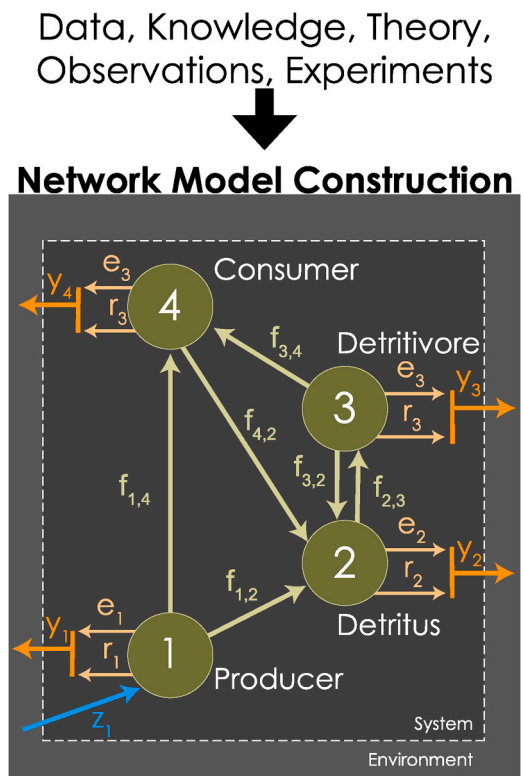 Data, Knowledge, Theory,
Observations, Experiments
Network Model Construction
Consumer
e3
y4
4
r3
f3,4
Detritivore
e3
y3
3
r3
f4,2
f3,2
f2,3
f1,4
e2
y2
2
r2
f1,2
Detritus
e1
y1
1
r1
Producer
z1
System
Environment